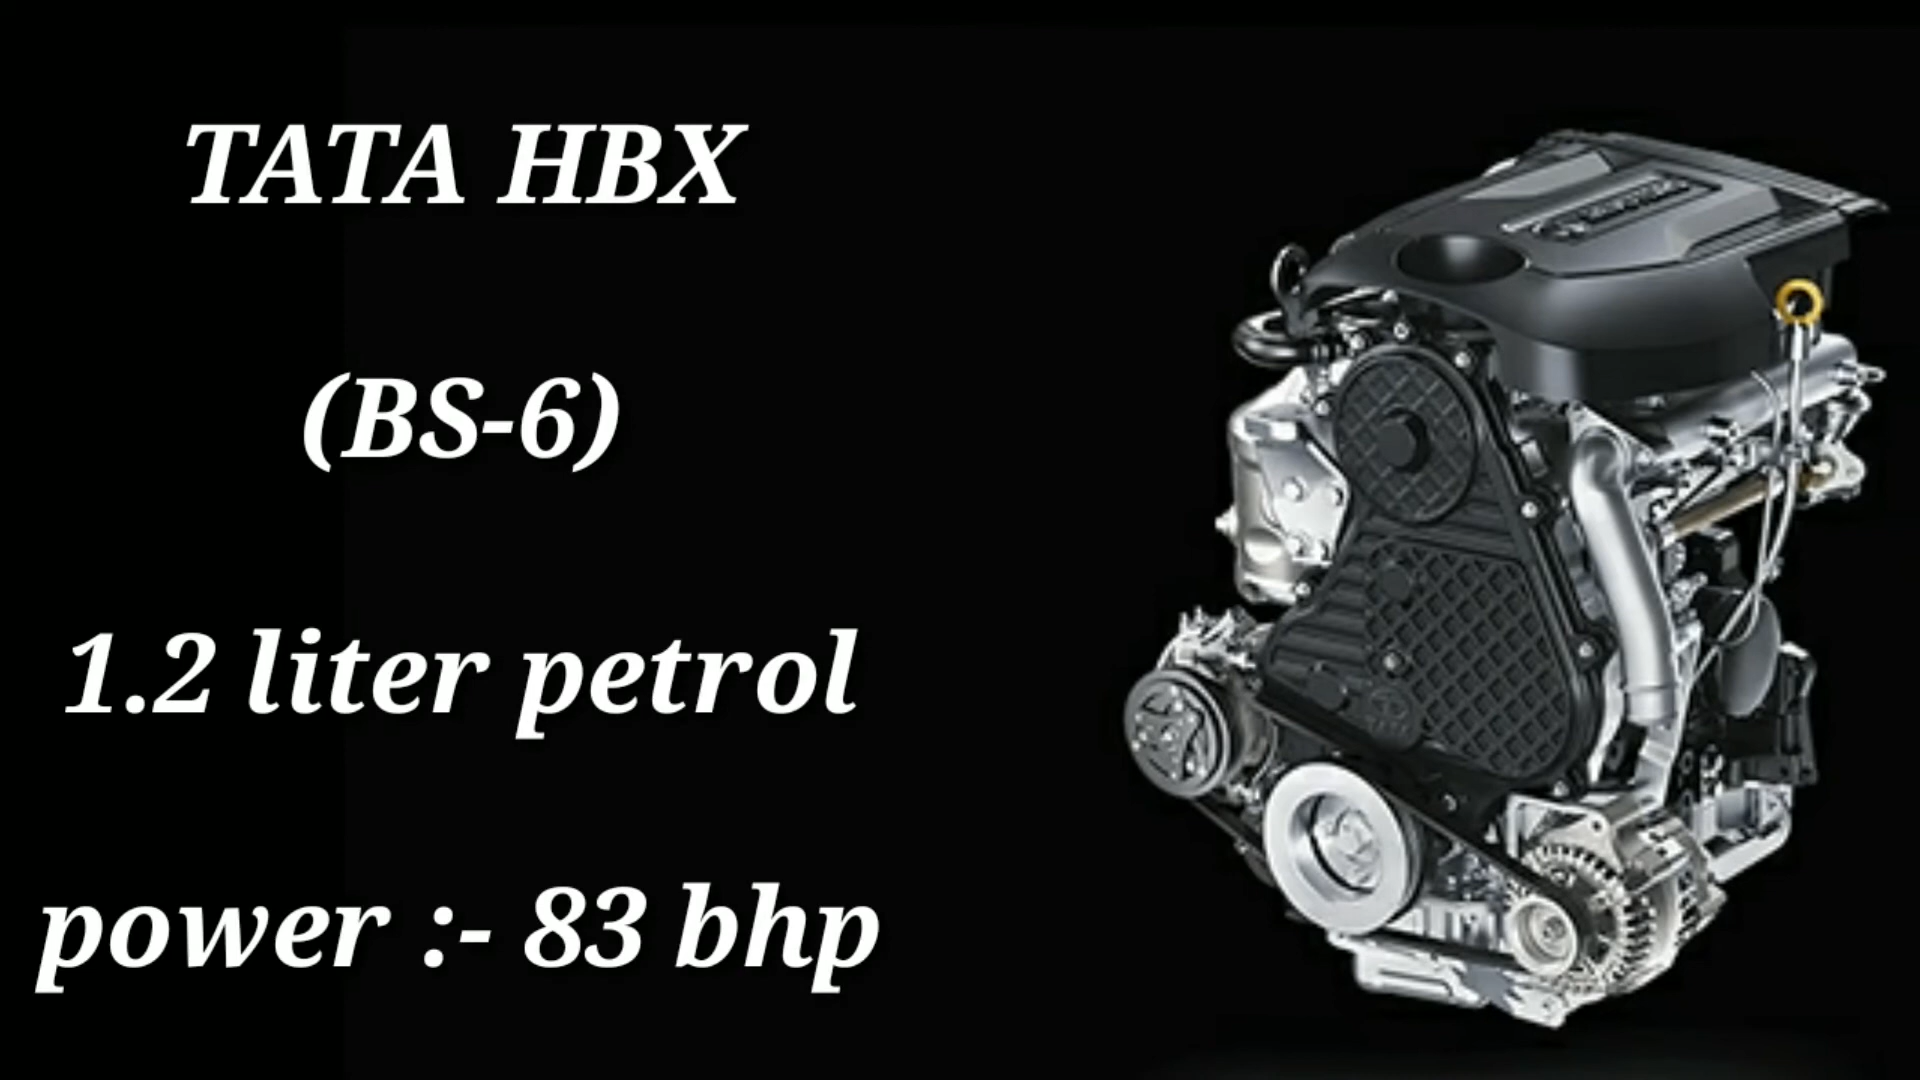 TATA HBX
(BS-6)
1.2 liter petrol
power :- 83 bhp